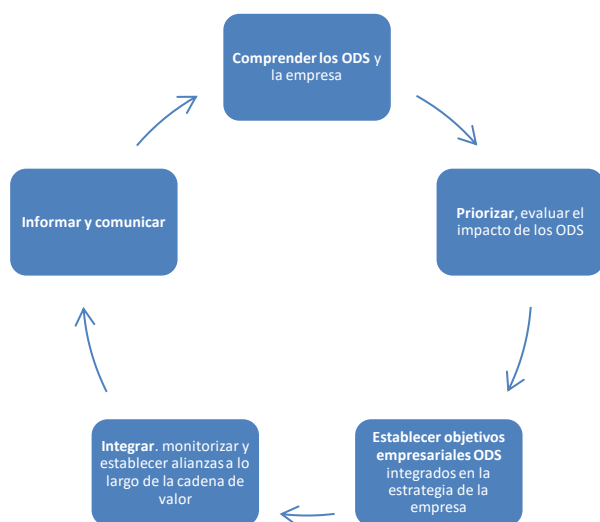 Comprender los ODS y
la empresa
Priorizar, evaluar el
impacto de los ODS
Establecer objetivos
empresariales ODS
integrados en la
estrategia de la
empresa
Integrar. monitorizar y
establecer alianzas a lo
largo de la cadena de
valor
Informar y comunicar